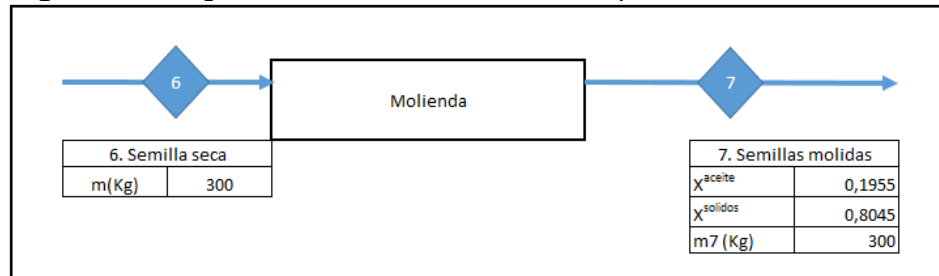 6
Molienda
7
6. Semilla seca
m(Kg) 300
7. Semillas molidas
X^aceite 0,1955
X^solidos 0,8045
m7 (Kg) 300